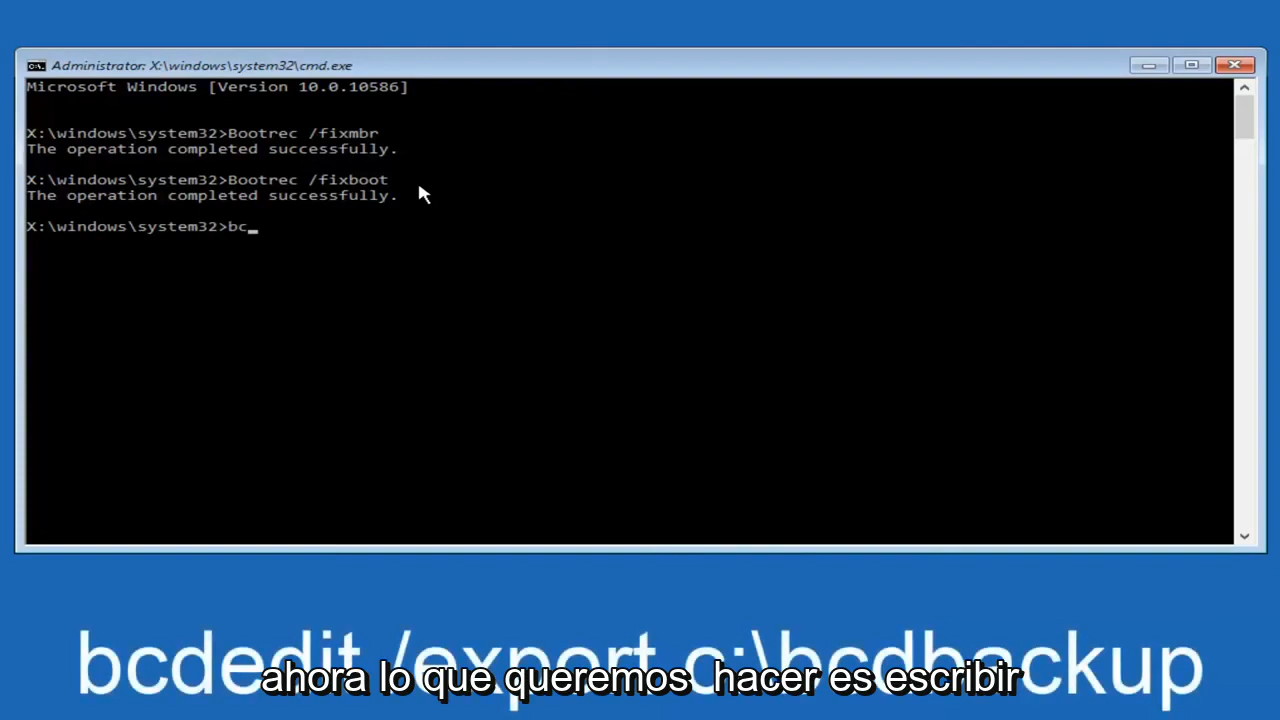 Administrator: X:\windows\system32\cmd.exe
Microsoft Windows [Version 10.0.10586]
X:\windows\system32>Bootrec /fixmbr
The operation completed successfully.
X:\windows\system32>Bootrec /fixboot
The operation completed successfully.
X:\windows\system32>bc_
bcdedit /export c:\bcdbackup
ahora lo que queremos hacer es escribir